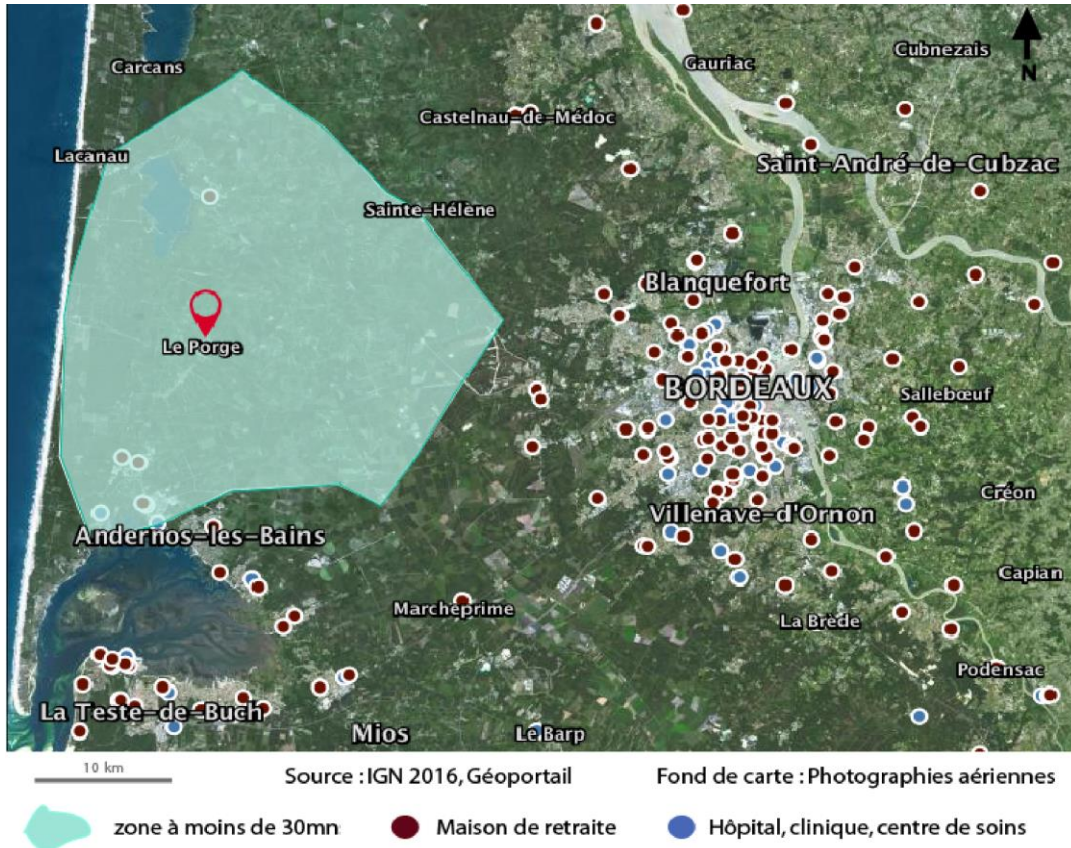 Gauriac
Cubnezais
N
Carcans
Castelnau-de-Médoc
Lacanau
Saint-André-de-Cubzac
Sainte-Hélène
Blanquefort
Le Porge
BORDEAUX
Sallebœuf
Créon
Villenave-d'Ornon
Andernos-les-Bains
Capian
Marcheprime
La Brède
Podensac
La Teste-de-Buch
Mios
Le Barp
10 km
Source : IGN 2016, Géoportail
Fond de carte : Photographies aériennes
zone à moins de 30mn
Maison de retraite
Hôpital, clinique, centre de soins